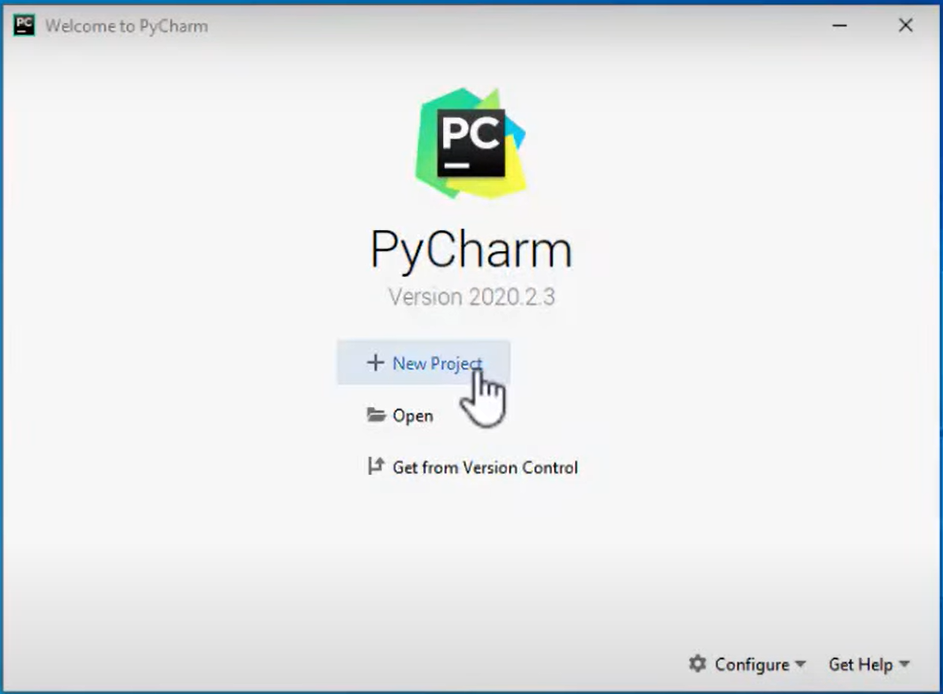 PC
Welcome to PyCharm
PC
PyCharm
Version 2020.2.3
New Project
Open
Get from Version Control
Configure
Get Help